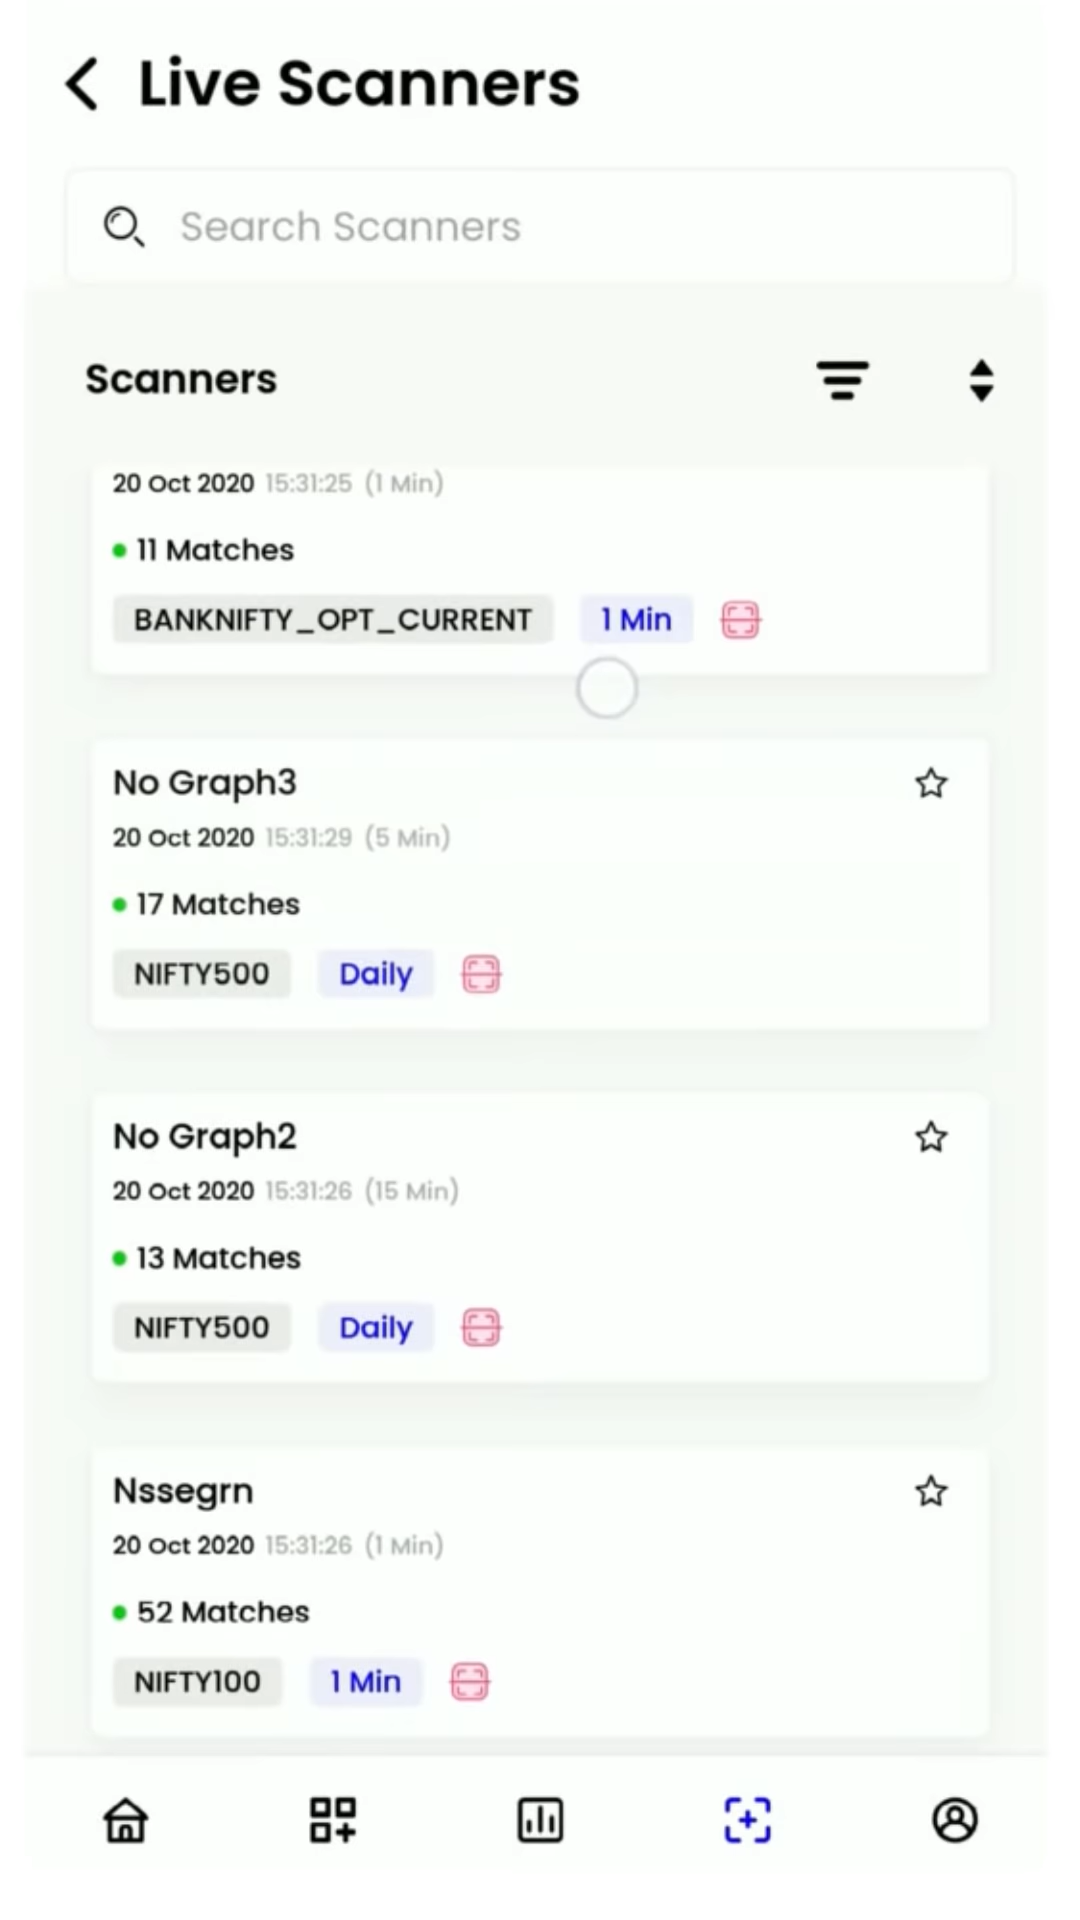 Live Scanners
Search Scanners
Scanners
20 Oct 2020 15:31:25 (1 Min)
11 Matches
BANKNIFTY_OPT_CURRENT 1 Min
No Graph3
20 Oct 2020 15:31:29 (5 Min)
17 Matches
NIFTY500 Daily
No Graph2
20 Oct 2020 15:31:26 (15 Min)
13 Matches
NIFTY500 Daily
Nssegrn
20 Oct 2020 15:31:26 (1 Min)
52 Matches
NIFTY100 1 Min